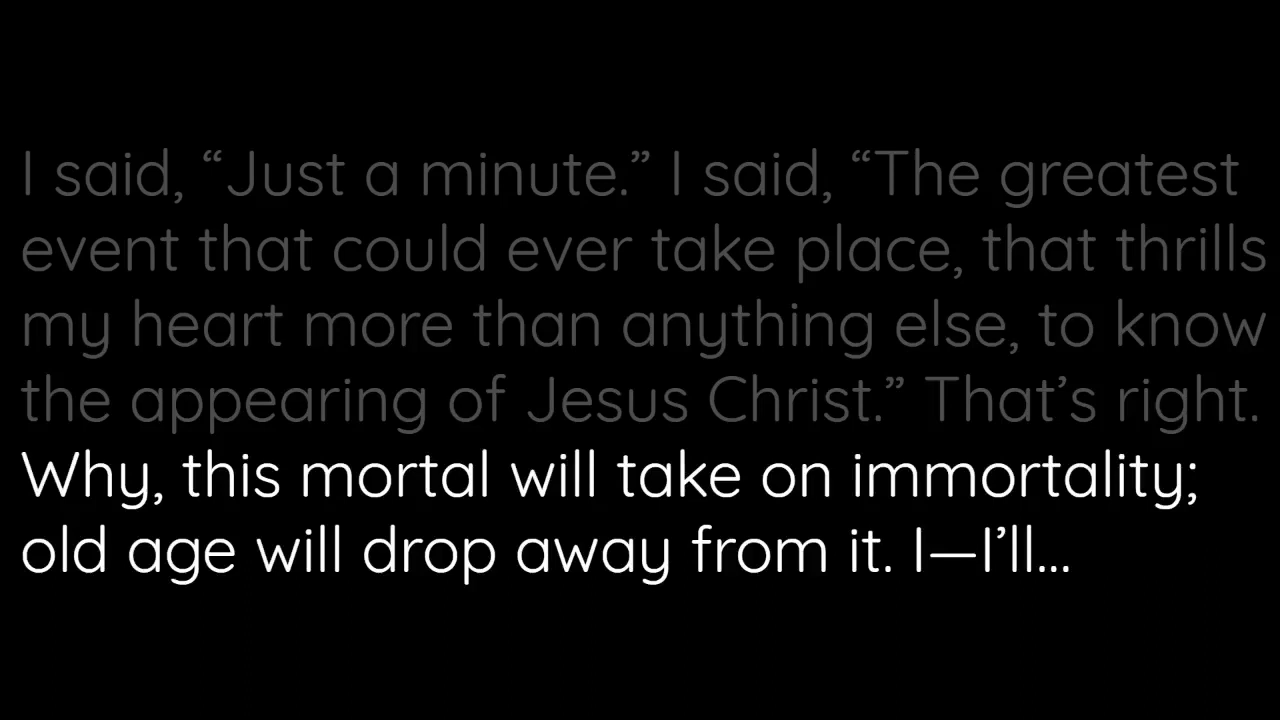 I said, “Just a minute.” I said, “The greatest
event that could ever take place, that thrills
my heart more than anything else, to know
the appearing of Jesus Christ.” That’s right.
Why, this mortal will take on immortality;
old age will drop away from it. I—I’ll...